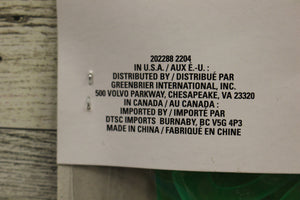 202288 2204
IN U.S.A. / AUX É.-U. :
DISTRIBUTED BY / DISTRIBUÉ PAR
GREENBRIER INTERNATIONAL, INC.
500 VOLVO PARKWAY, CHESAPEAKE, VA 23320
IN CANADA / AU CANADA :
IMPORTED BY / IMPORTÉ PAR
DTSC IMPORTS BURNABY, BC V5G 4P3
MADE IN CHINA / FABRIQUÉ EN CHINE